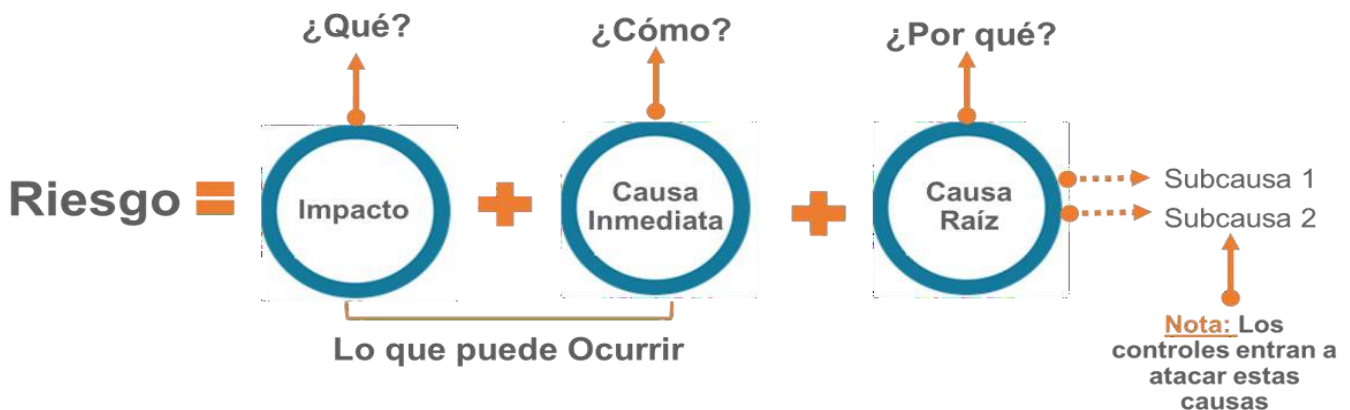 ¿Qué?
¿Cómo?
¿Por qué?
Riesgo =
Impacto
+
Causa
Inmediata
+
Causa
Raíz
Subcausa 1
Subcausa 2
Lo que puede Ocurrir
Nota: Los
controles entran a
atacar estas
causas